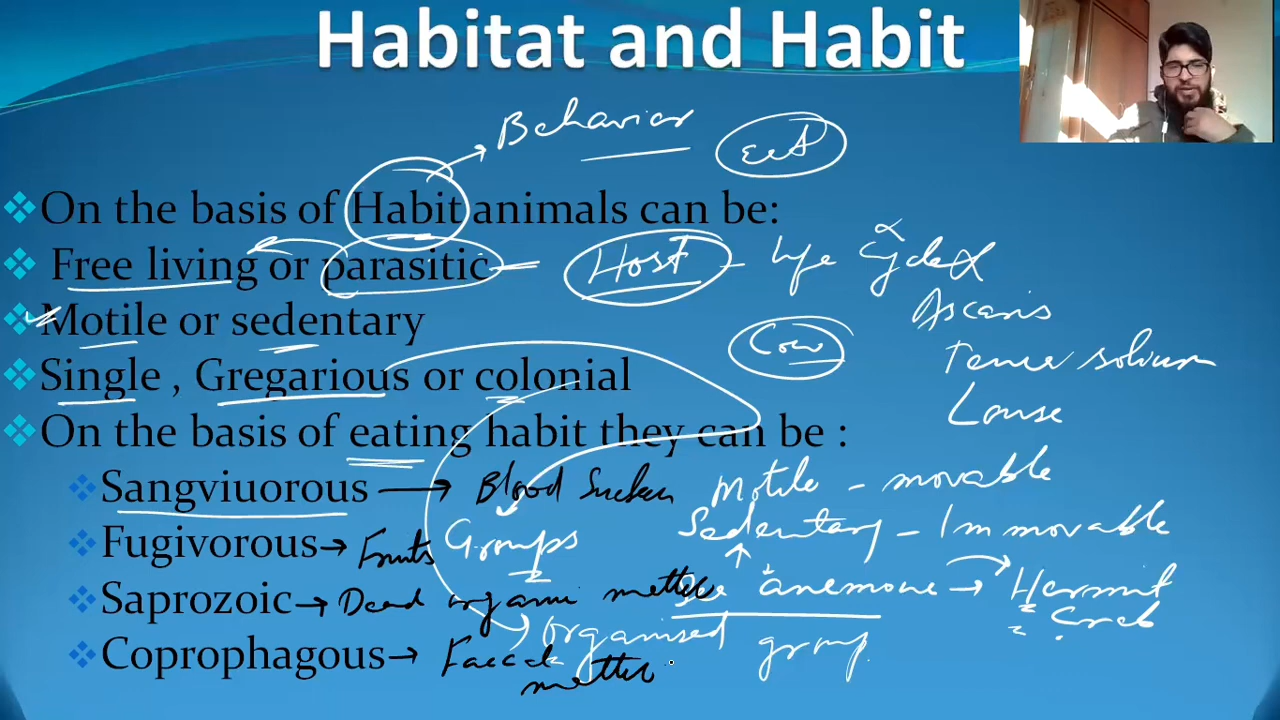 Habitat and Habit
Behavior
On the basis of Habit animals can be:
Free living or parasitic
Host - life cycle
Ascaris
Motile or sedentary
Cow
solium
Single , Gregarious or colonial
Louse
On the basis of eating habit they can be :
Sangviuorous → Blood Sucker
Motile - movable
Sedentary - Immovable
Fugivorous → Fruits
Groups
Saprozoic → Dead organic matter
Sea anemone → Hermit
Crab
organised group
Coprophagous → Faecal
matter